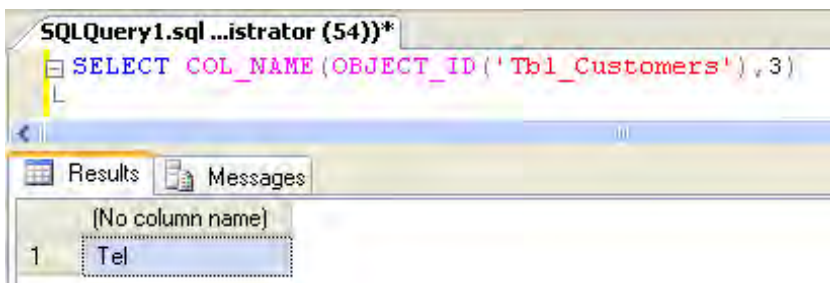 SQLQuery1.sql ...istrator (54))*
SELECT COL_NAME(OBJECT_ID('Tbl_Customers'),3)
Results Messages
(No column name)
1 Tel